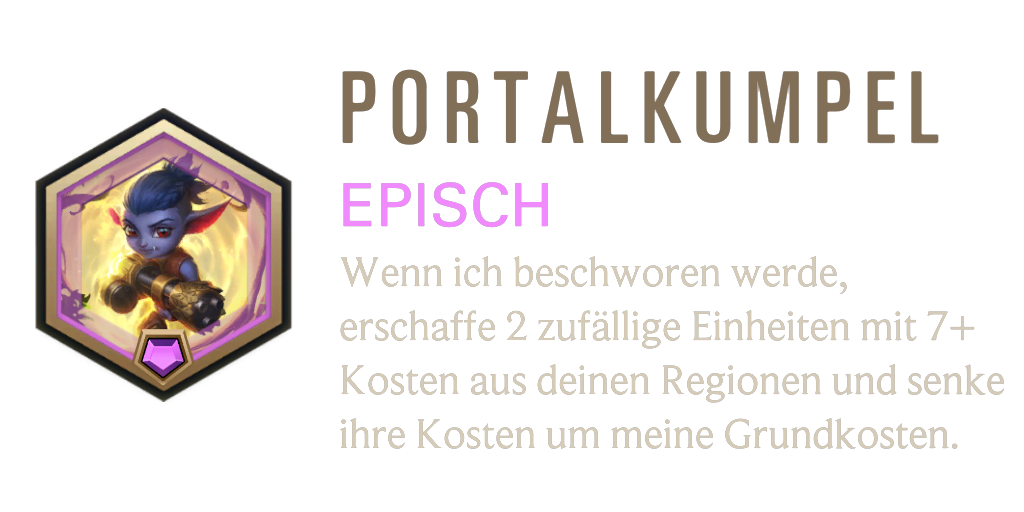 PORTALKUMPEL
EPISCH
Wenn ich beschworen werde,
erschaffe 2 zufällige Einheiten mit 7+
Kosten aus deinen Regionen und senke
ihre Kosten um meine Grundkosten.